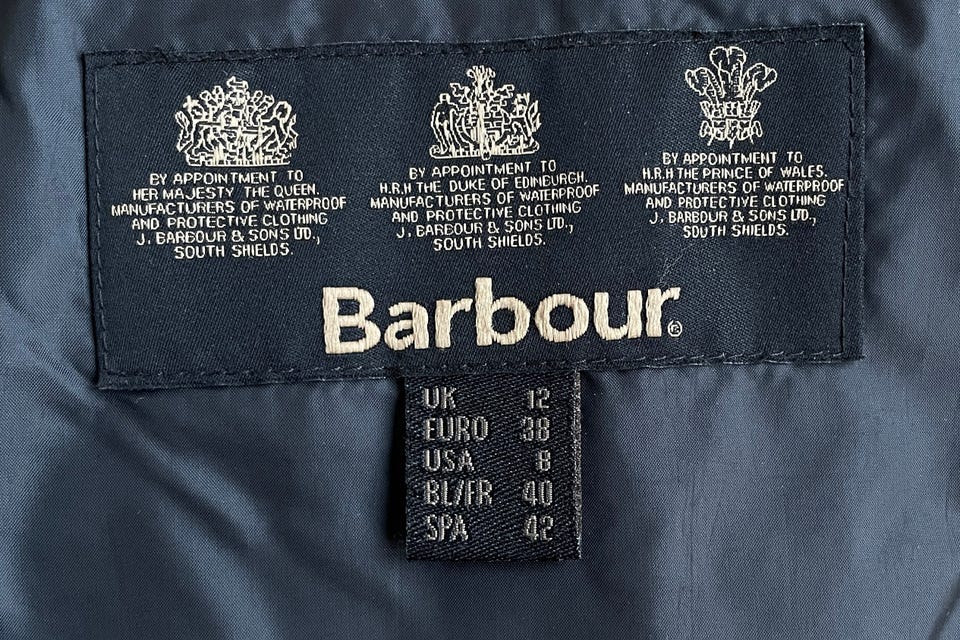 BY APPOINTMENT TO
HER MAJESTY THE QUEEN.
MANUFACTURERS OF WATERPROOF
AND PROTECTIVE CLOTHING
J. BARBOUR & SONS LTD.,
SOUTH SHIELDS.
BY APPOINTMENT TO
H.R.H THE DUKE OF EDINBURGH.
MANUFACTURERS OF WATERPROOF
AND PROTECTIVE CLOTHING
J. BARBOUR & SONS LTD.,
SOUTH SHIELDS.
BY APPOINTMENT TO
H.R.H THE PRINCE OF WALES.
MANUFACTURERS OF WATERPROOF
AND PROTECTIVE CLOTHING
J. BARBOUR & SONS LTD.,
SOUTH SHIELDS.
Barbour®
UK 12
EURO 38
USA 8
BL/FR 40
SPA 42